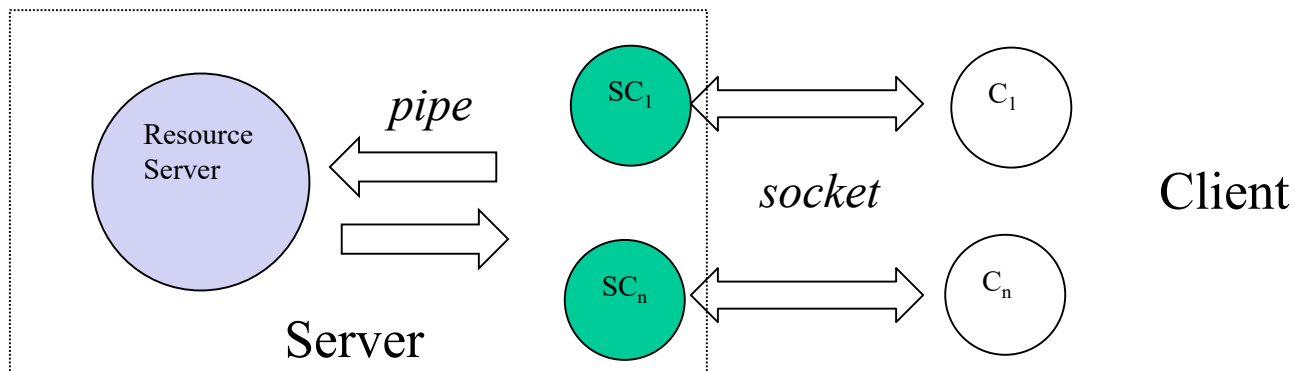 pipe
SC₁
C₁
Resource
Server
socket
Client
SCₙ
Cₙ
Server